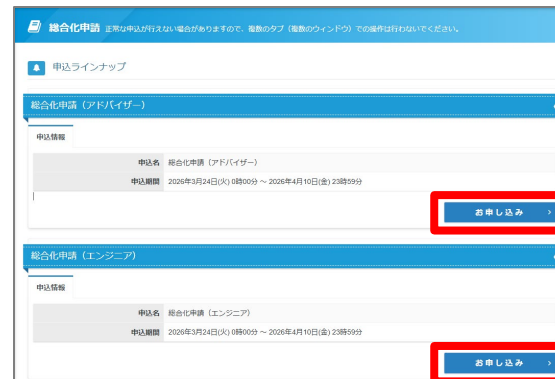 総合化申請 正常な申込が行えない場合がありますので、複数のタブ（複数のウィンドウ）での操作は行わないでください。
申込ラインナップ
総合化申請（アドバイザー）
申込情報
申込名 総合化申請（アドバイザー）
申込期間 2026年3月24日(火) 0時00分 ～ 2026年4月10日(金) 23時59分
お申し込み
総合化申請（エンジニア）
申込情報
申込名 総合化申請（エンジニア）
申込期間 2026年3月24日(火) 0時00分 ～ 2026年4月10日(金) 23時59分
お申し込み